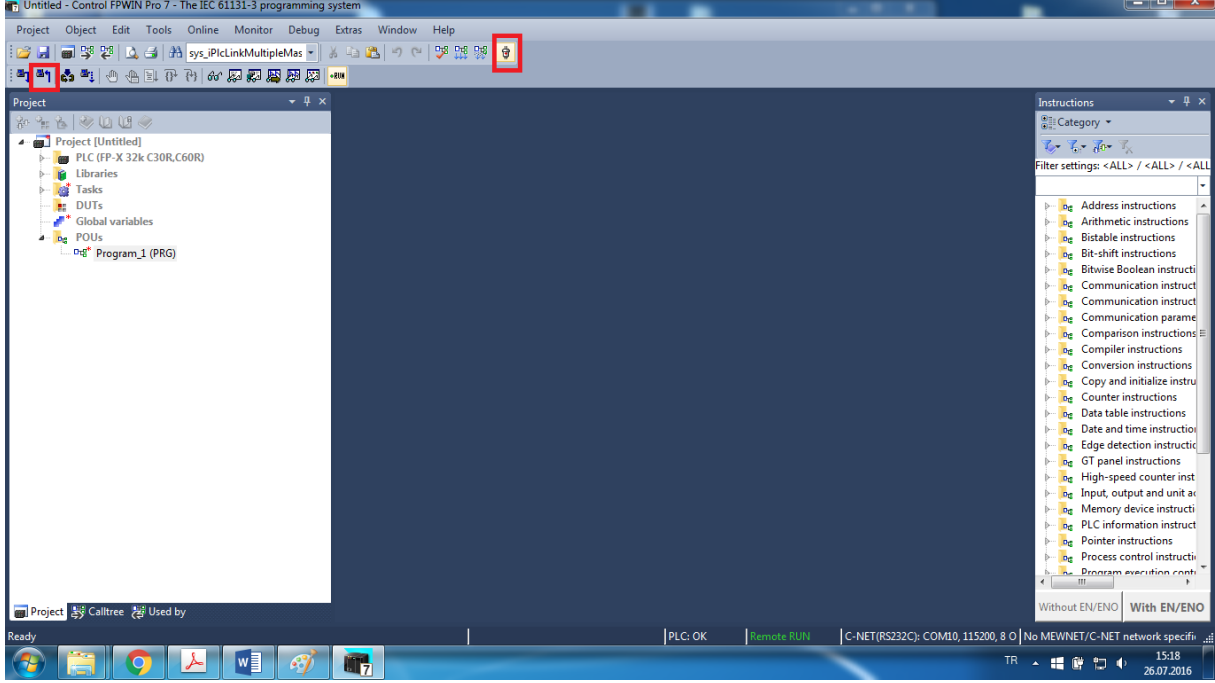 Untitled - Control FPWIN Pro 7 - The IEC 61131-3 programming system
Project Object Edit Tools Online Monitor Debug Extras Window Help
sys_iPlcLinkMultipleMas
Project
Project [Untitled]
PLC (FP-X 32k C30R,C60R)
Libraries
Tasks
DUTs
Global variables
POUs
Program_1 (PRG)
Project Calltree Used by
Instructions
Category
Filter settings: <ALL> / <ALL> / <ALL
Address instructions
Arithmetic instructions
Bistable instructions
Bit-shift instructions
Bitwise Boolean instructi
Communication instruct
Communication instruct
Communication parame
Comparison instructions
Compiler instructions
Conversion instructions
Copy and initialize instru
Counter instructions
Data table instructions
Date and time instruction
Edge detection instructic
GT panel instructions
High-speed counter inst
Input, output and unit ac
Memory device instructi
PLC information instruct
Pointer instructions
Process control instructi
Program execution conti
Without EN/ENO With EN/ENO
Ready PLC: OK Remote RUN C-NET(RS232C): COM10, 115200, 8 O No MEWNET/C-NET network specifi
TR 15:18
26.07.2016